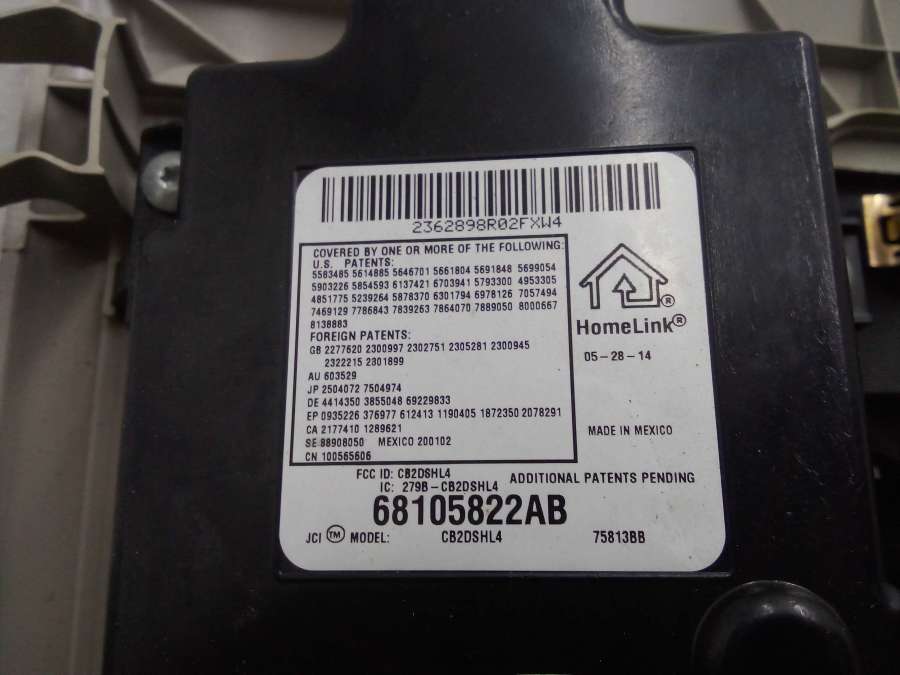 2362898R02FXW4
COVERED BY ONE OR MORE OF THE FOLLOWING:
U.S. PATENTS:
5583485 5614885 5646701 5661804 5691848 5699054
5903226 5854593 6137421 6703941 5793300 4953305
4851775 5239264 5878370 6301794 6978126 7057494
7469129 7786843 7839263 7864070 7889050 8000667
8138883
FOREIGN PATENTS:
GB 2277620 2300997 2302751 2305281 2300945
2322215 2301899
AU 603529
JP 2504072 7504974
DE 4414350 3855048 69229833
EP 0935226 376977 612413 1190405 1872350 2078291
CA 2177410 1289621
SE 88908050 MEXICO 200102
CN 100565606
HomeLink®
05-28-14
MADE IN MEXICO
FCC ID: CB2DSHL4
IC: 279B-CB2DSHL4
ADDITIONAL PATENTS PENDING
68105822AB
JCI ™ MODEL: CB2DSHL4 75813BB